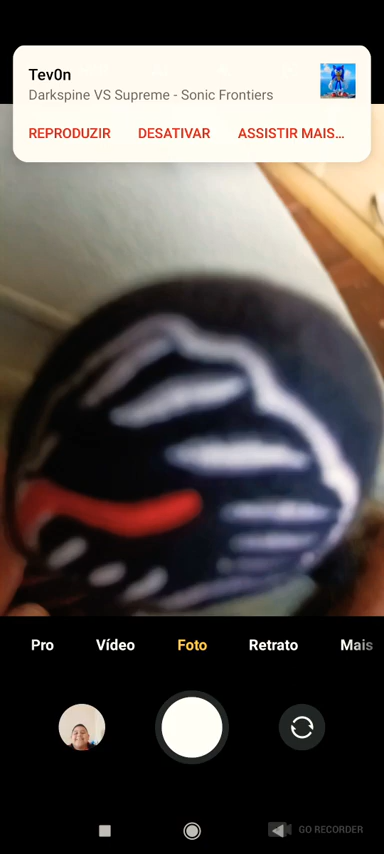 Tev0n
Darkspine VS Supreme - Sonic Frontiers
REPRODUZIR DESATIVAR ASSISTIR MAIS...
Pro Vídeo Foto Retrato Mais
GO RECORDER